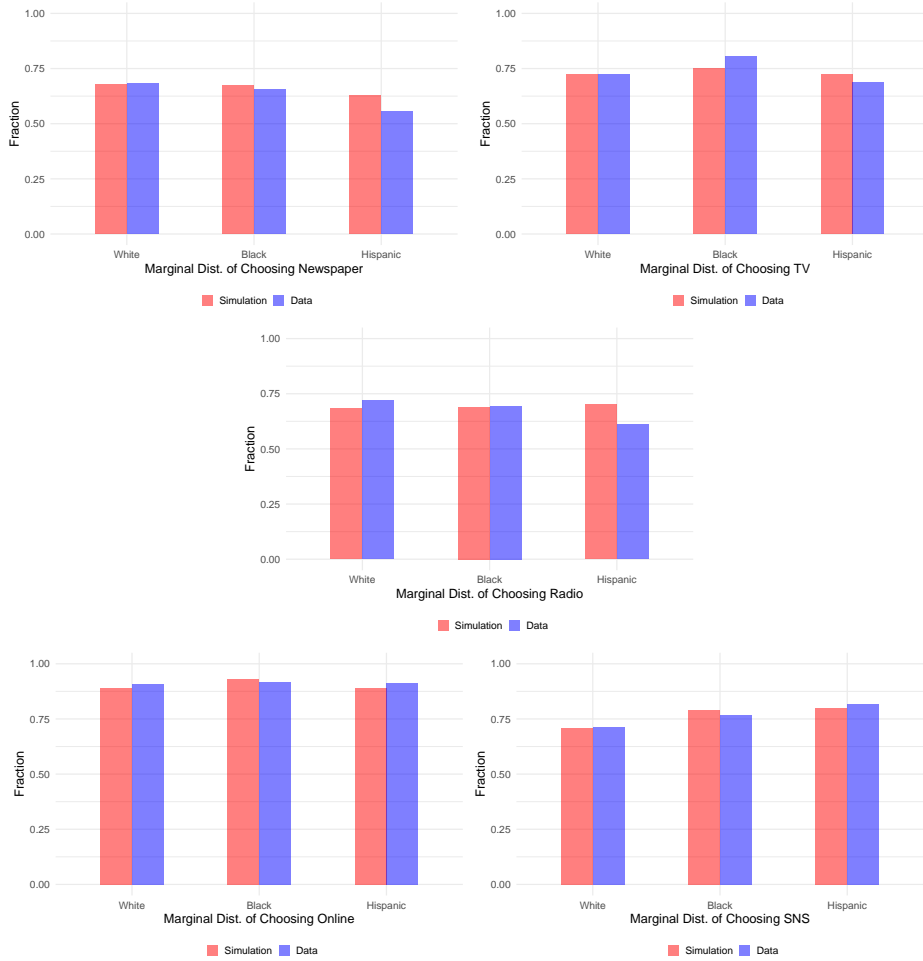 1.00
0.75
0.50
0.25
0.00
Fraction
White Black Hispanic
Marginal Dist. of Choosing Newspaper
Simulation Data
1.00
0.75
0.50
0.25
0.00
Fraction
White Black Hispanic
Marginal Dist. of Choosing TV
Simulation Data
1.00
0.75
0.50
0.25
0.00
Fraction
White Black Hispanic
Marginal Dist. of Choosing Radio
Simulation Data
1.00
0.75
0.50
0.25
0.00
Fraction
White Black Hispanic
Marginal Dist. of Choosing Online
Simulation Data
1.00
0.75
0.50
0.25
0.00
Fraction
White Black Hispanic
Marginal Dist. of Choosing SNS
Simulation Data